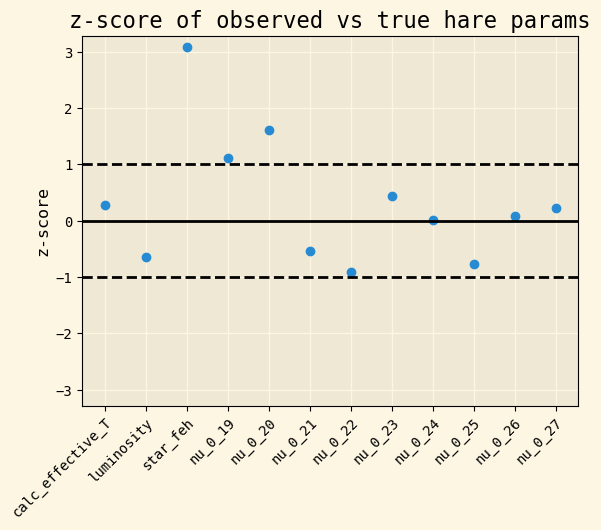 z-score of observed vs true hare params
z-score
3
2
1
0
−1
−2
−3
calc_effective_T
luminosity
star_feh
nu_0_19
nu_0_20
nu_0_21
nu_0_22
nu_0_23
nu_0_24
nu_0_25
nu_0_26
nu_0_27